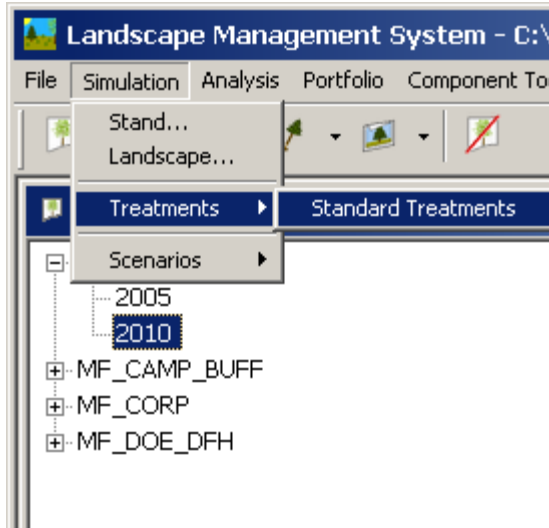 Landscape Management System - C:\
File Simulation Analysis Portfolio Component To
Stand...
Landscape...
Treatments Standard Treatments
Scenarios
2005
2010
MF_CAMP_BUFF
MF_CORP
MF_DOE_DFH